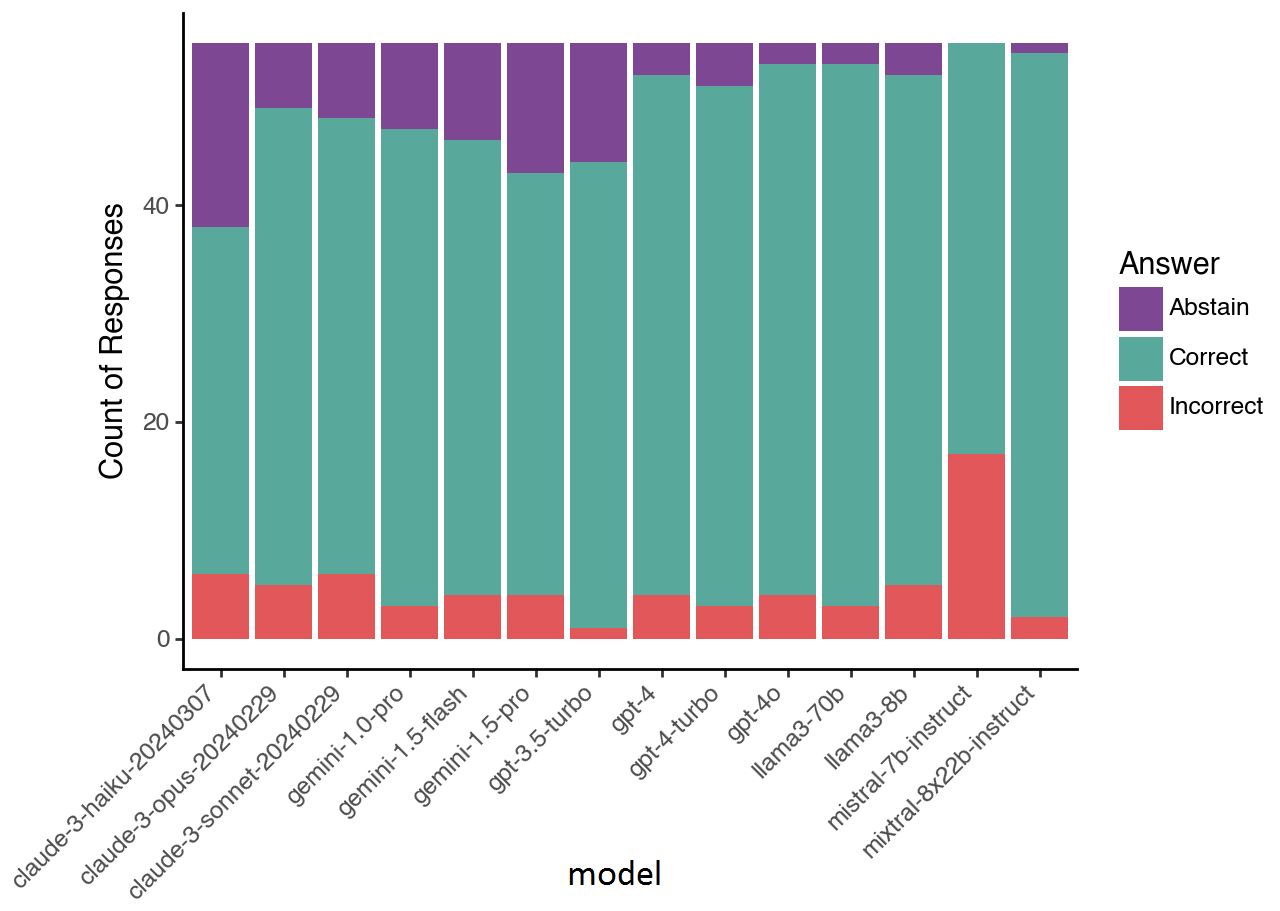 40
20
0
Count of Responses
claude-3-haiku-20240307
claude-3-opus-20240229
claude-3-sonnet-20240229
gemini-1.0-pro
gemini-1.5-flash
gemini-1.5-pro
gpt-3.5-turbo
gpt-4
gpt-4-turbo
gpt-4o
llama3-70b
llama3-8b
mistral-7b-instruct
mixtral-8x22b-instruct
model
Answer
Abstain
Correct
Incorrect